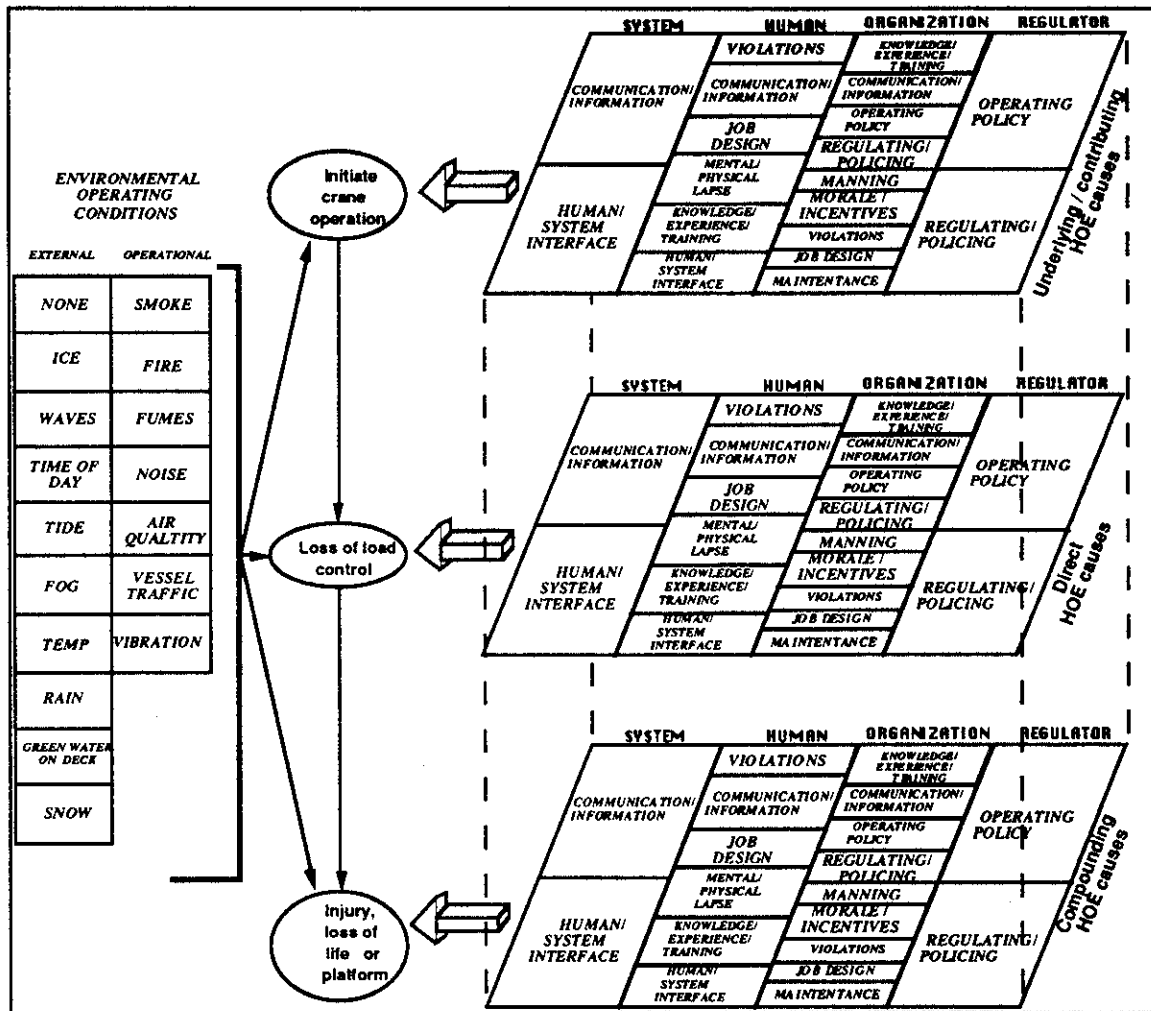 ENVIRONMENTAL
OPERATING
CONDITIONS
EXTERNAL OPERATIONAL
NONE SMOKE
ICE FIRE
WAVES FUMES
TIME OF
DAY
NOISE
TIDE
AIR
QUALTITY
FOG
VESSEL
TRAFFIC
TEMP VIBRATION
RAIN
GREEN WATER
ON DECK
SNOW
Initiate
crane
operation
Loss of load
control
Injury,
loss of
life or
platform
SYSTEM HUMAN ORGANIZATION REGULATOR
COMMUNICATION/
INFORMATION
HUMAN/
SYSTEM
INTERFACE
VIOLATIONS
COMMUNICATION/
INFORMATION
JOB
DESIGN
MENTAL/
PHYSICAL
LAPSE
KNOWLEDGE/
EXPERIENCE/
TRAINING
HUMAN/
SYSTEM
INTERFACE
KNOWLEDGE/
EXPERIENCE/
TRAINING
COMMUNICATION/
INFORMATION
OPERATING
POLICY
REGULATING/
POLICING
MANNING
MORALE /
INCENTIVES
VIOLATIONS
JOB DESIGN
MAINTENTANCE
OPERATING
POLICY
REGULATING/
POLICING
Underlying / contributing
HOE causes
SYSTEM HUMAN ORGANIZATION REGULATOR
COMMUNICATION/
INFORMATION
HUMAN/
SYSTEM
INTERFACE
VIOLATIONS
COMMUNICATION/
INFORMATION
JOB
DESIGN
MENTAL/
PHYSICAL
LAPSE
KNOWLEDGE/
EXPERIENCE/
TRAINING
HUMAN/
SYSTEM
INTERFACE
KNOWLEDGE/
EXPERIENCE/
TRAINING
COMMUNICATION/
INFORMATION
OPERATING
POLICY
REGULATING/
POLICING
MANNING
MORALE /
INCENTIVES
VIOLATIONS
JOB DESIGN
MAINTENTANCE
OPERATING
POLICY
REGULATING/
POLICING
Direct
HOE causes
SYSTEM HUMAN ORGANIZATION REGULATOR
COMMUNICATION/
INFORMATION
HUMAN/
SYSTEM
INTERFACE
VIOLATIONS
COMMUNICATION/
INFORMATION
JOB
DESIGN
MENTAL/
PHYSICAL
LAPSE
KNOWLEDGE/
EXPERIENCE/
TRAINING
HUMAN/
SYSTEM
INTERFACE
KNOWLEDGE/
EXPERIENCE/
TRAINING
COMMUNICATION/
INFORMATION
OPERATING
POLICY
REGULATING/
POLICING
MANNING
MORALE /
INCENTIVES
VIOLATIONS
JOB DESIGN
MAINTENTANCE
OPERATING
POLICY
REGULATING/
POLICING
Compounding
HOE causes